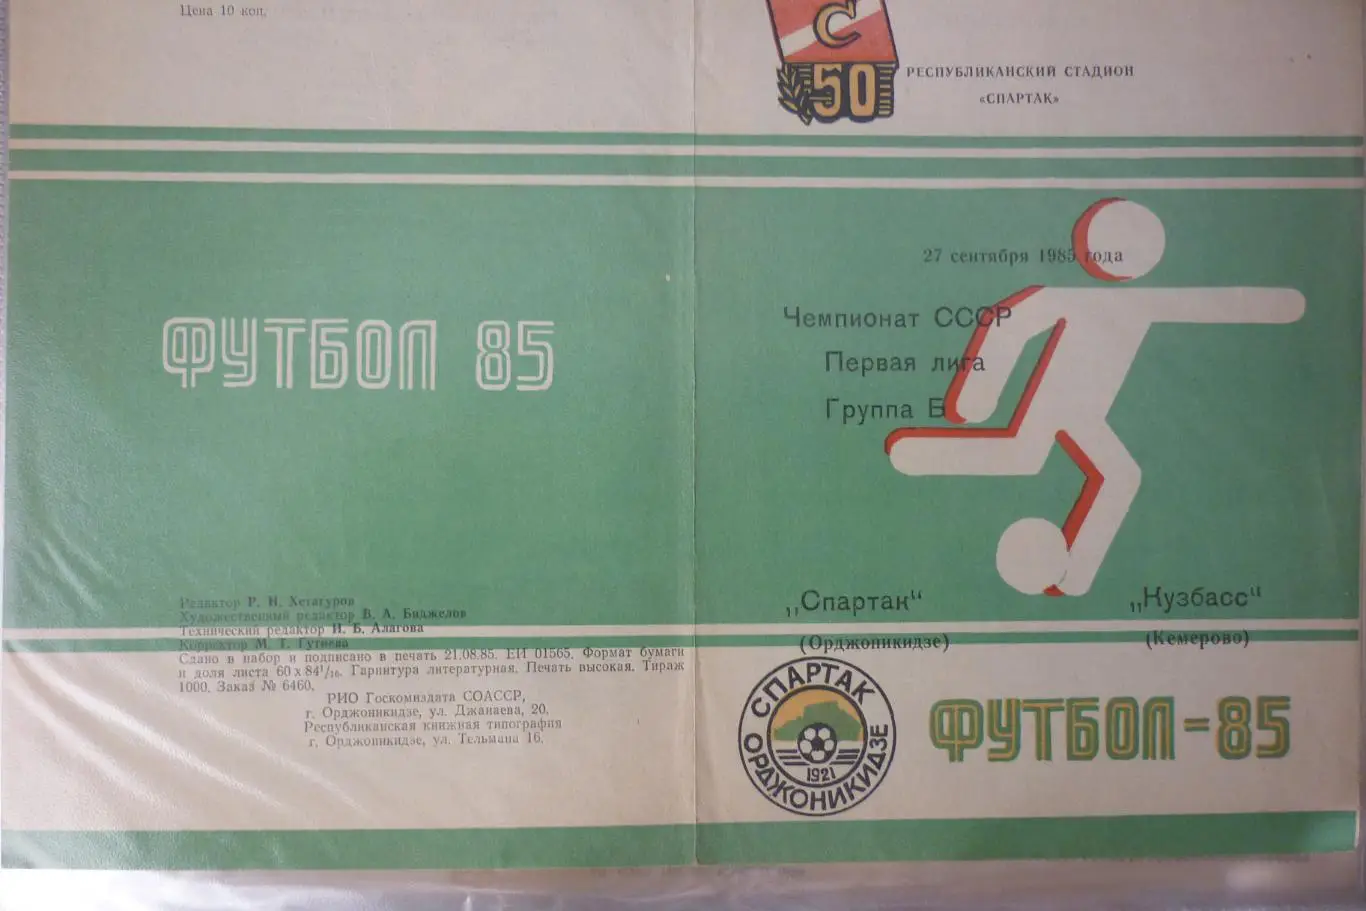 Цена 10 коп.
ФУТБОЛ 85
Редактор Р. Н. Хетагуров
Художественный редактор В. А. Биджелов
Технический редактор И. Б. Алагова
Корректор М. Т. Гутиева
Сдано в набор и подписано в печать 21.08.85. ЕИ 01565. Формат бумаги
и доля листа 60х84¹/₁₆. Гарнитура литературная. Печать высокая. Тираж
1000. Заказ № 6460.
РИО Госкомиздата СОАССР,
г. Орджоникидзе, ул. Джанаева, 20.
Республиканская книжная типография
г. Орджоникидзе, ул. Тельмана 16.
С
50
РЕСПУБЛИКАНСКИЙ СТАДИОН
«СПАРТАК»
27 сентября 1985 года
Чемпионат СССР
Первая лига
Группа Б
„Спартак"
(Орджоникидзе)
„Кузбасс"
(Кемерово)
СПАРТАК
ОРДЖОНИКИДЗЕ
1921
ФУТБОЛ-85